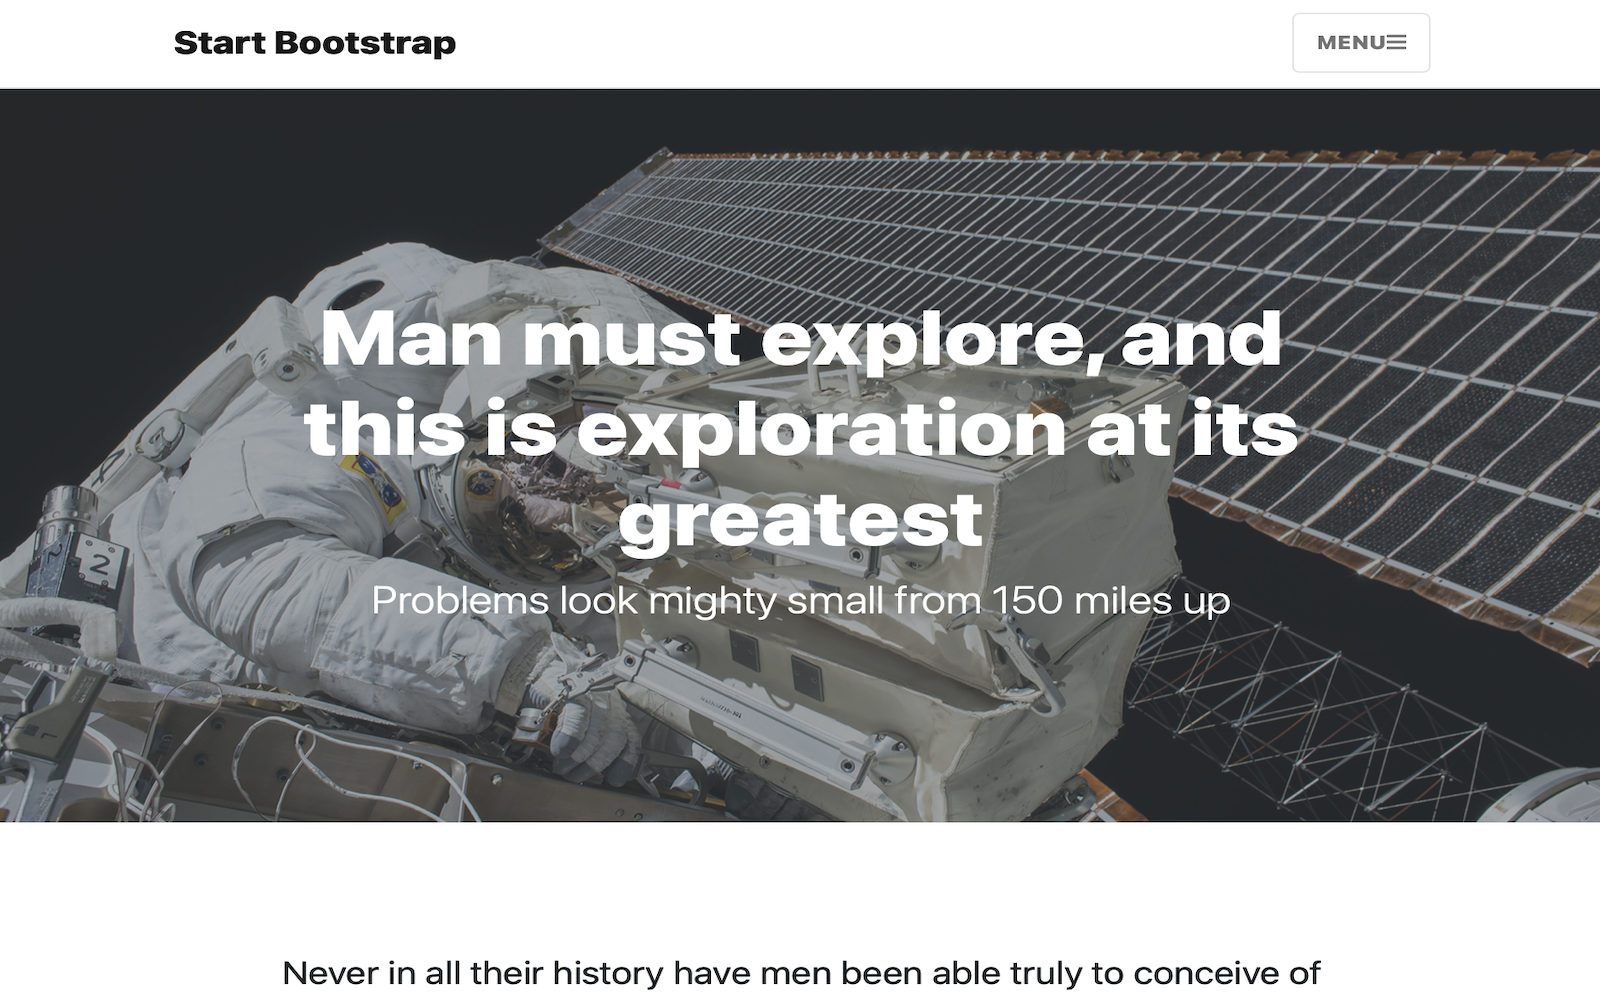 Start Bootstrap
MENU
Man must explore, and
this is exploration at its
greatest
Problems look mighty small from 150 miles up
2
Never in all their history have men been able truly to conceive of